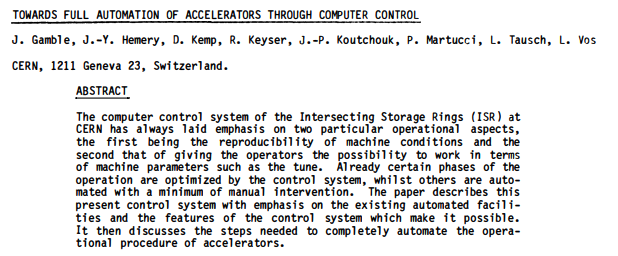 TOWARDS FULL AUTOMATION OF ACCELERATORS THROUGH COMPUTER CONTROL
J. Gamble, J.-Y. Hemery, D. Kemp, R. Keyser, J.-P. Koutchouk, P. Martucci, L. Tausch, L. Vos
CERN, 1211 Geneva 23, Switzerland.
ABSTRACT
The computer control system of the Intersecting Storage Rings (ISR) at
CERN has always laid emphasis on two particular operational aspects,
the first being the reproducibility of machine conditions and the
second that of giving the operators the possibility to work in terms
of machine parameters such as the tune. Already certain phases of the
operation are optimized by the control system, whilst others are auto-
mated with a minimum of manual intervention. The paper describes this
present control system with emphasis on the existing automated facili-
ties and the features of the control system which make it possible.
It then discusses the steps needed to completely automate the opera-
tional procedure of accelerators.